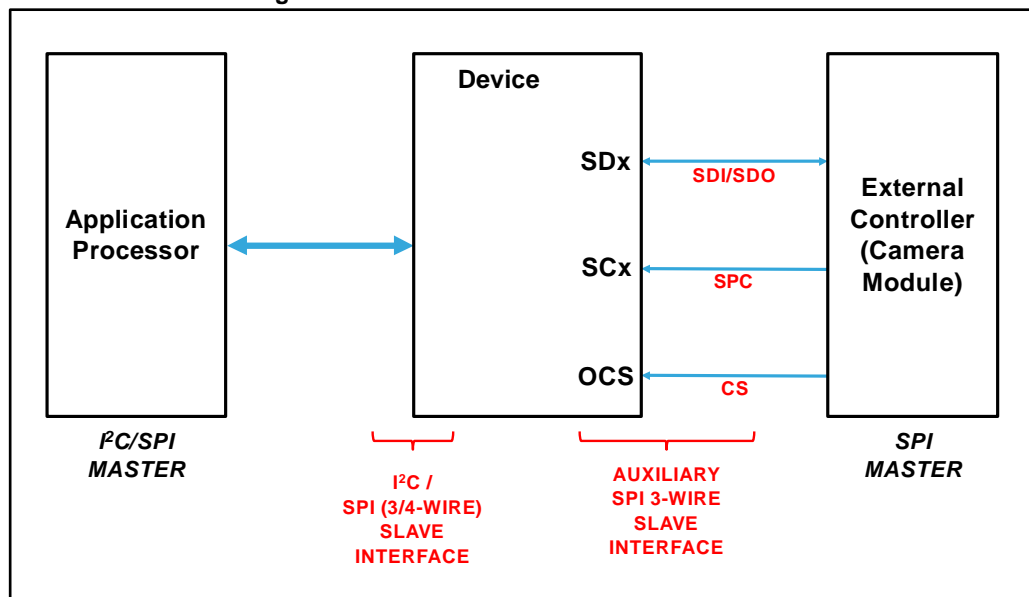 Device
SDx
SDI/SDO
External
Controller
(Camera
Module)
Application
Processor
SCx
SPC
OCS
CS
I²C/SPI
MASTER
SPI
MASTER
I²C /
SPI (3/4-WIRE)
SLAVE
INTERFACE
AUXILIARY
SPI 3-WIRE
SLAVE
INTERFACE